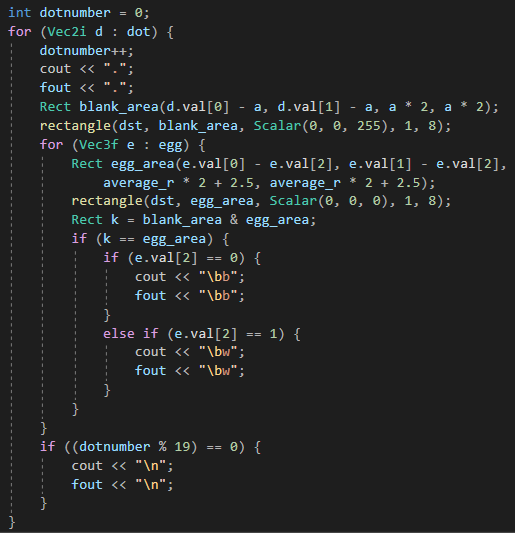 int dotnumber = 0;
for (Vec2i d : dot) {
    dotnumber++;
    cout << ".";
    fout << ".";
    Rect blank_area(d.val[0] - a, d.val[1] - a, a * 2, a * 2);
    rectangle(dst, blank_area, Scalar(0, 0, 255), 1, 8);
    for (Vec3f e : egg) {
        Rect egg_area(e.val[0] - e.val[2], e.val[1] - e.val[2],
            average_r * 2 + 2.5, average_r * 2 + 2.5);
        rectangle(dst, egg_area, Scalar(0, 0, 0), 1, 8);
        Rect k = blank_area & egg_area;
        if (k == egg_area) {
            if (e.val[2] == 0) {
                cout << "\bb";
                fout << "\bb";
            }
            else if (e.val[2] == 1) {
                cout << "\bw";
                fout << "\bw";
            }
        }
    }
    if ((dotnumber % 19) == 0) {
        cout << "\n";
        fout << "\n";
    }
}